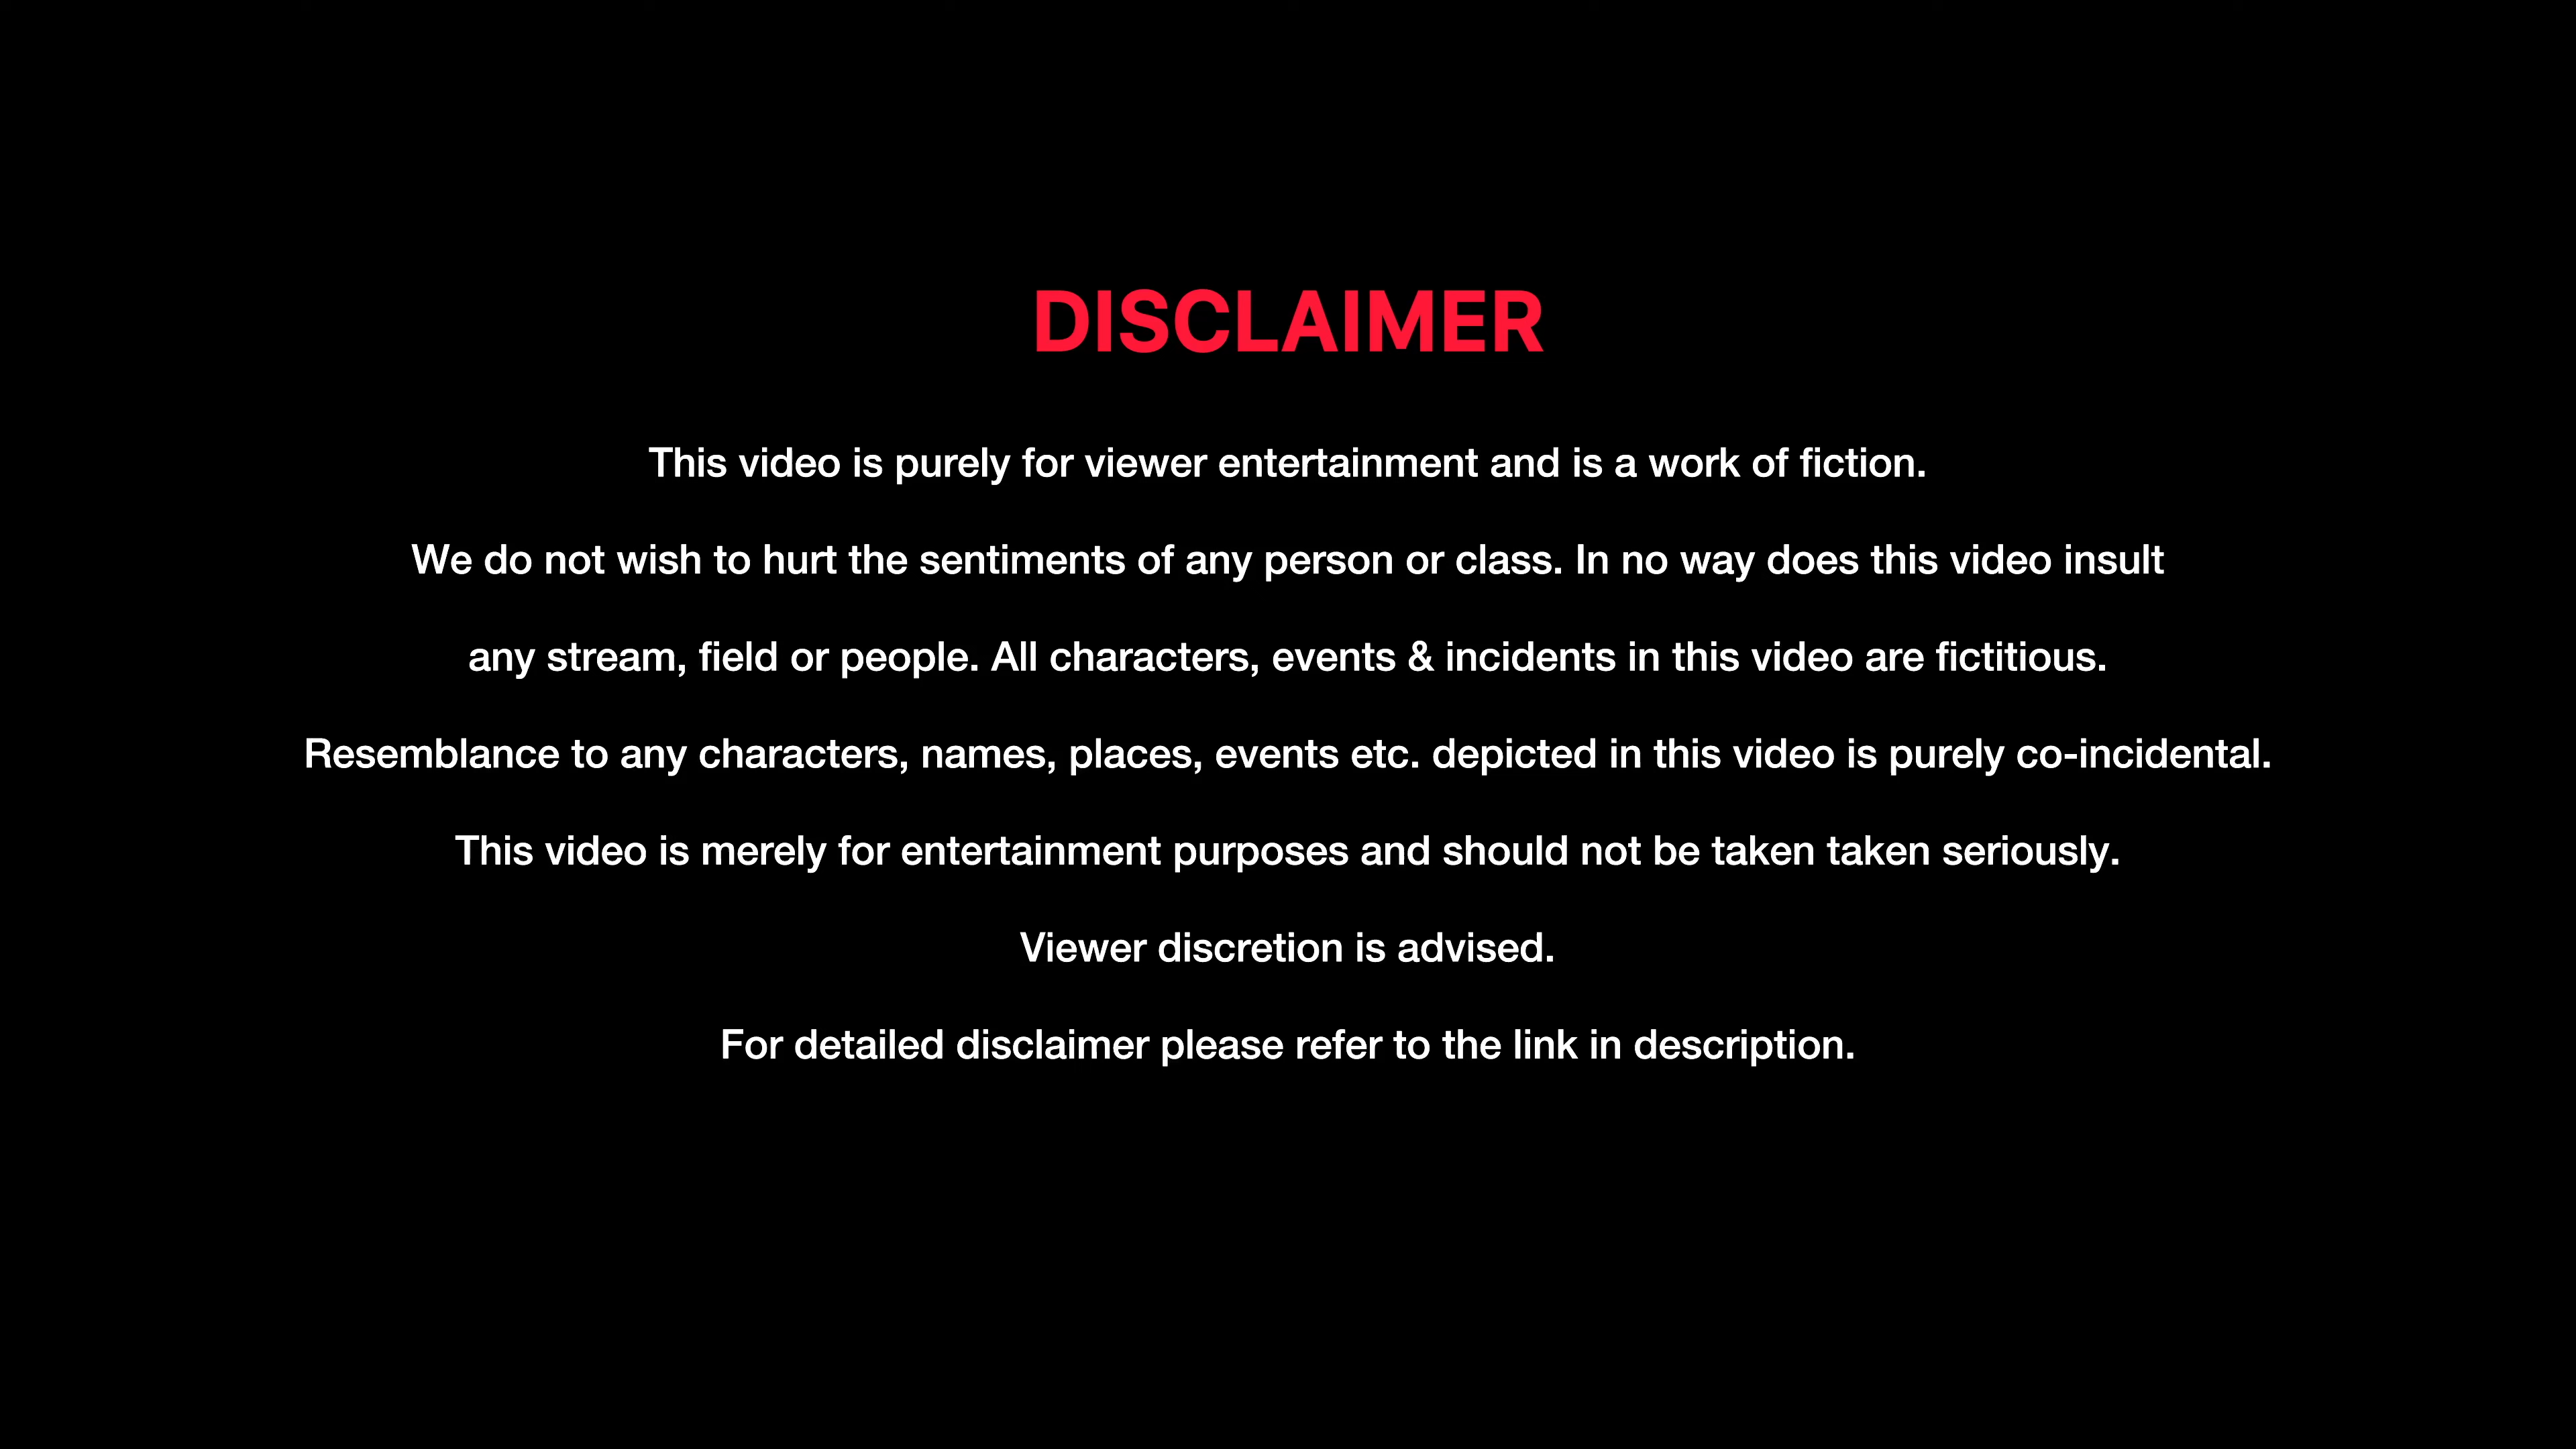 DISCLAIMER
This video is purely for viewer entertainment and is a work of fiction.
We do not wish to hurt the sentiments of any person or class. In no way does this video insult
any stream, field or people. All characters, events & incidents in this video are fictitious.
Resemblance to any characters, names, places, events etc. depicted in this video is purely co-incidental.
This video is merely for entertainment purposes and should not be taken taken seriously.
Viewer discretion is advised.
For detailed disclaimer please refer to the link in description.